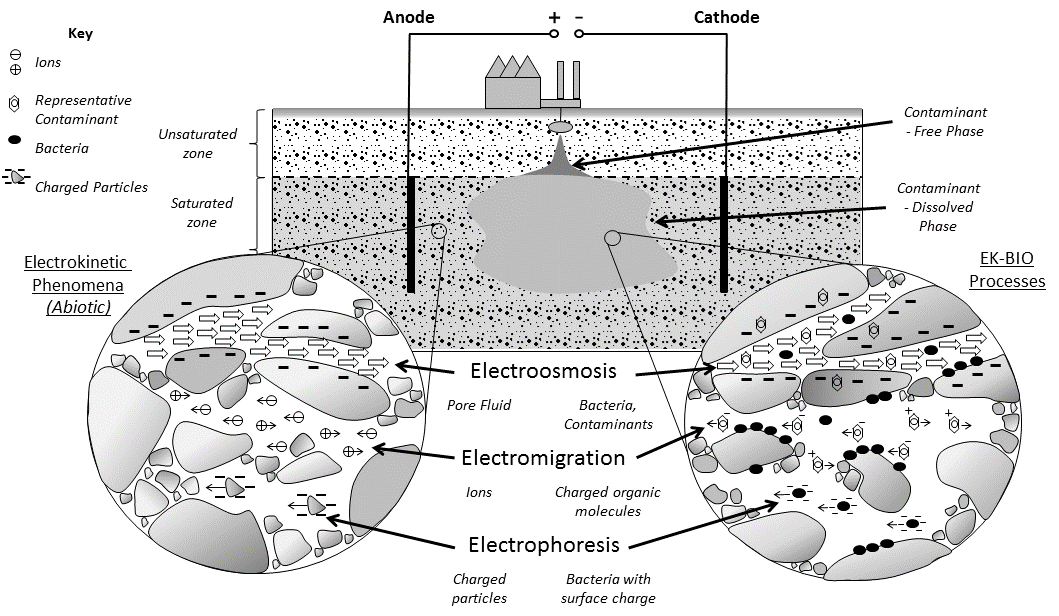 Anode
+ -
Cathode
Key
Ions
Representative
Contaminant
Bacteria
Charged Particles
Unsaturated
zone
Saturated
zone
Contaminant
- Free Phase
Contaminant
- Dissolved
Phase
Electrokinetic
Phenomena
(Abiotic)
EK-BIO
Processes
Electroosmosis
Pore Fluid
Bacteria,
Contaminants
Electromigration
Ions
Charged organic
molecules
Electrophoresis
Charged
particles
Bacteria with
surface charge